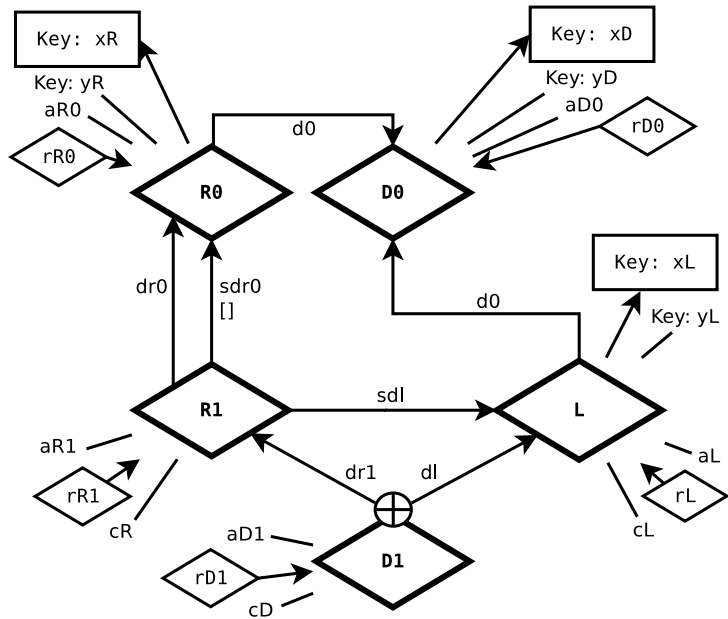 Key: xR
Key: xD
Key: yR
Key: yD
aR0
aD0
rR0
d0
rD0
R0
D0
Key: xL
dr0
sdr0
[]
d0
Key: yL
sdl
R1
L
aR1
dr1
dl
aL
rR1
rL
cR
aD1
cL
D1
rD1
cD